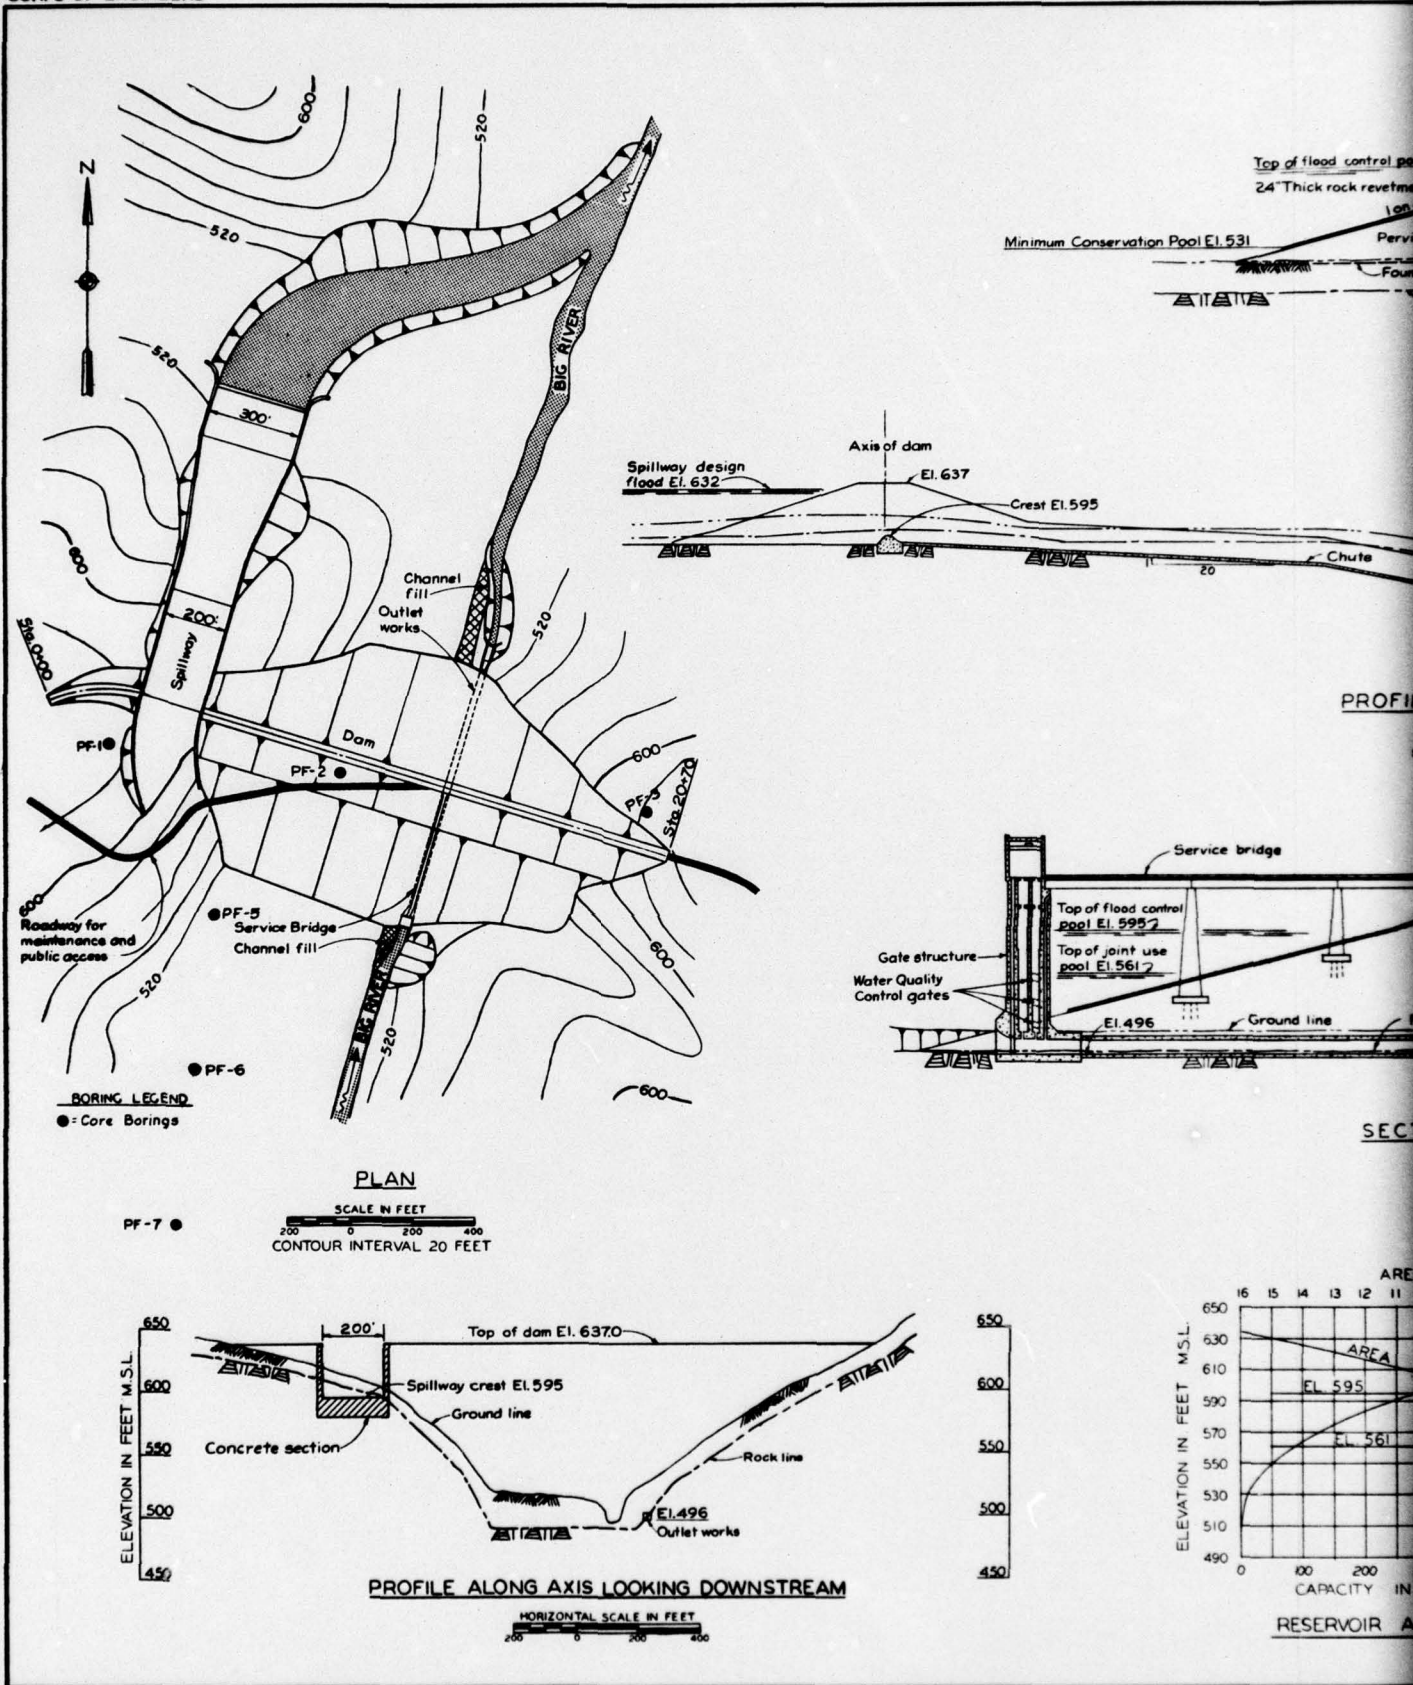 600
520
N
520
Top of flood control
24" Thick rock
1 on
Minimum Conservation Pool El. 531
520
BIG RIVER
300'
Axis of dam
Spillway design
flood El. 632
El. 637
Crest El. 595
600
Chute
20
Channel
fill
Outlet
works
520
200'
Spillway
Sta. 0+00
Dam
600
PF-1
PF-2
PF-3
Sta. 20+70
Service bridge
600
Roadway for
maintenance and
public access
PF-5
Service Bridge
Channel fill
BIG RIVER
520
520
600
Top of flood control
pool El. 595
Top of joint use
pool El. 561
Gate structure
Water Quality
Control gates
El. 496
Ground line
PF-6
600
BORING LEGEND
= Core Borings
PLAN
SCALE IN FEET
200 0 200 400
CONTOUR INTERVAL 20 FEET
PF-7
650
600
550
500
450
ELEVATION IN FEET M.S.L.
200'
Top of dam El. 637.0
Spillway crest El. 595
Ground line
Concrete section
Rock line
El. 496
Outlet works
650
600
550
500
450
PROFILE ALONG AXIS LOOKING DOWNSTREAM
HORIZONTAL SCALE IN FEET
200 0 200 400
16 15 14 13 12 11
650
630
610
590
570
550
530
510
490
ELEVATION IN FEET M.S.L.
AREA
EL. 595
EL. 561
0 100 200
CAPACITY IN
RESERVOIR